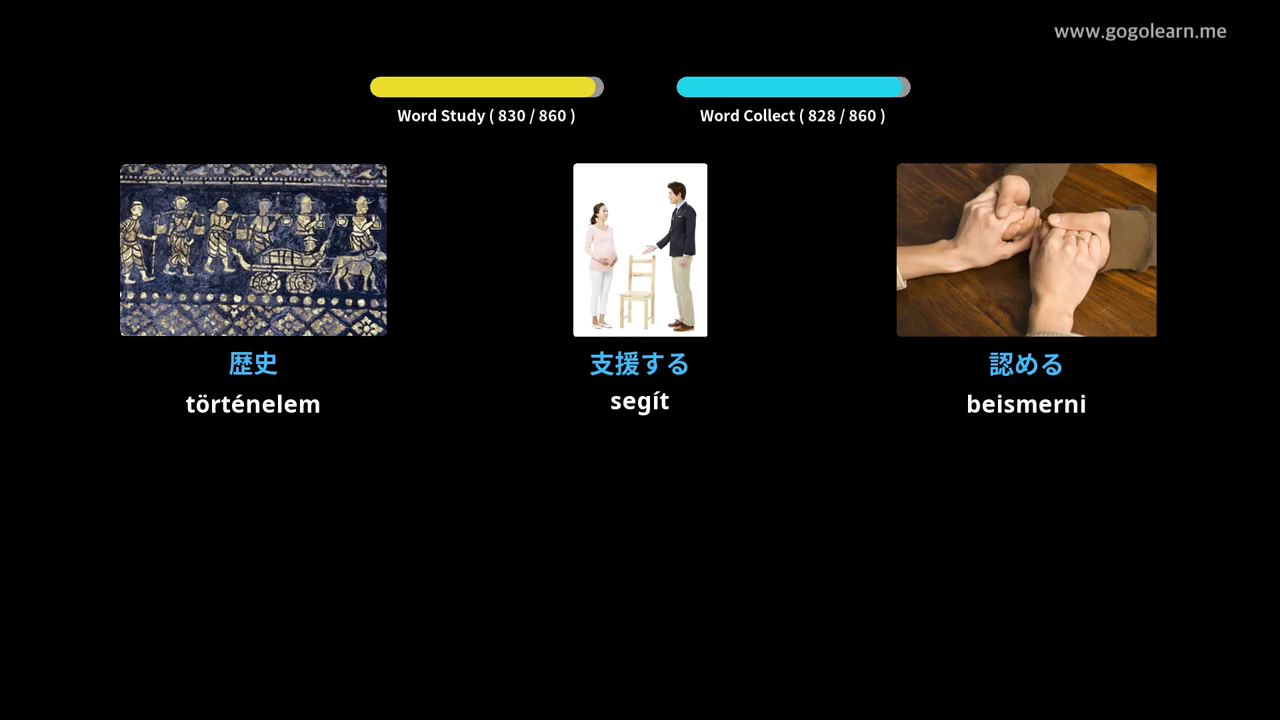 www.gogolearn.me
Word Study ( 830 / 860 )
Word Collect ( 828 / 860 )
歴史
支援する
認める
történelem
segít
beismerni